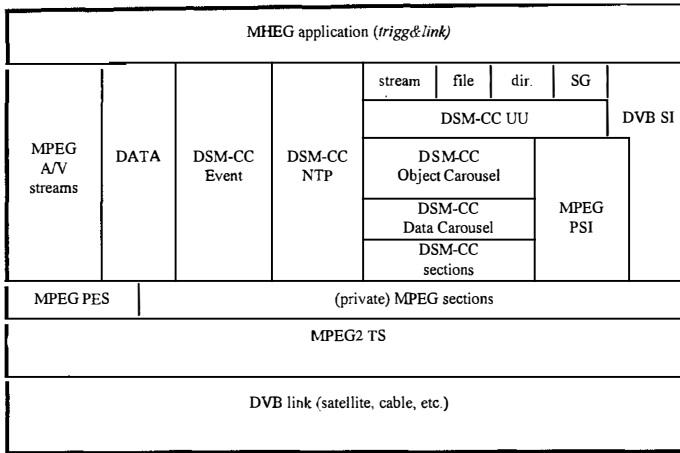 MHEG application (trigg&link)
stream file dir. SG
DSM-CC UU
DVB SI
MPEG
A/V
streams
DATA
DSM-CC
Event
DSM-CC
NTP
DSM-CC
Object Carousel
DSM-CC
Data Carousel
DSM-CC
sections
MPEG
PSI
MPEG PES
(private) MPEG sections
MPEG2 TS
DVB link (satellite, cable, etc.)